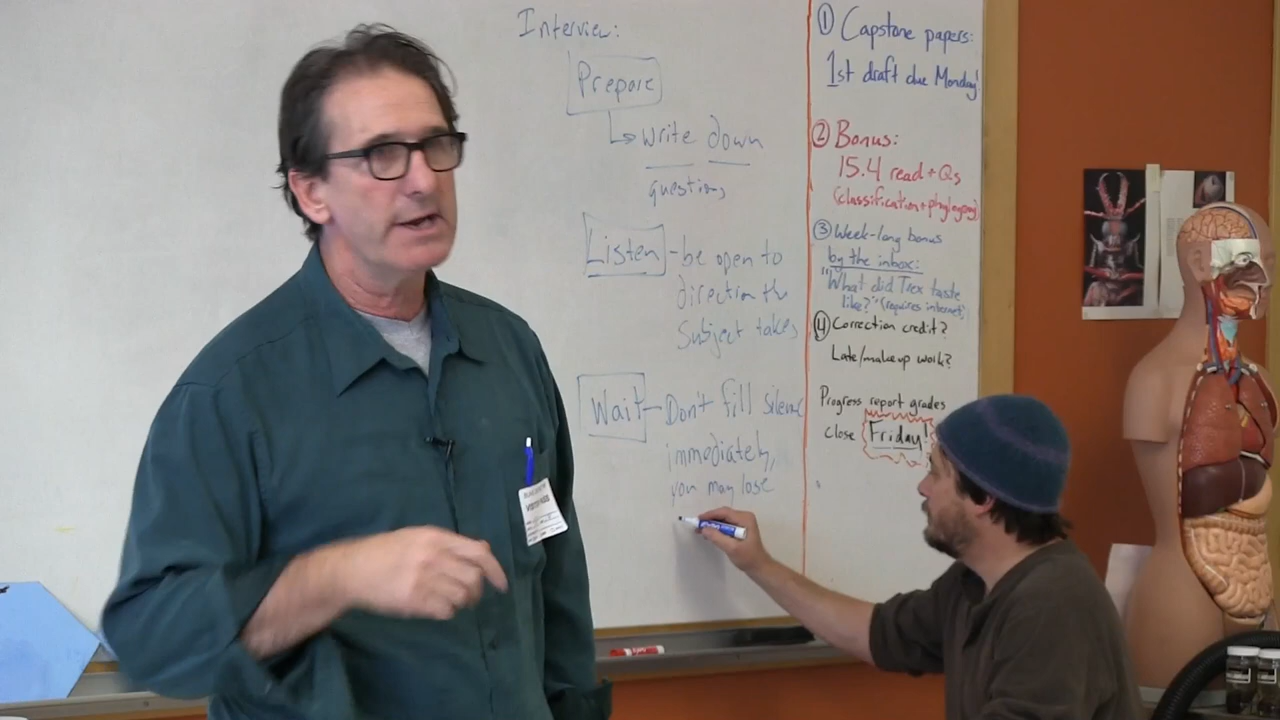 Interview:
Prepare
↳ write down
questions
Listen - be open to
direction the
Subject takes
Wait - Don't fill silence
immediately,
you may lose
① Capstone papers:
1st draft due Monday!
② Bonus:
15.4 read + Qs
(classification + phylogeny)
③ Week-long bonus
by the inbox:
"What did Trex taste
like?" (requires internet)
④ Correction credit?
Late/makeup work?
Progress report grades
close Friday!
VISITOR